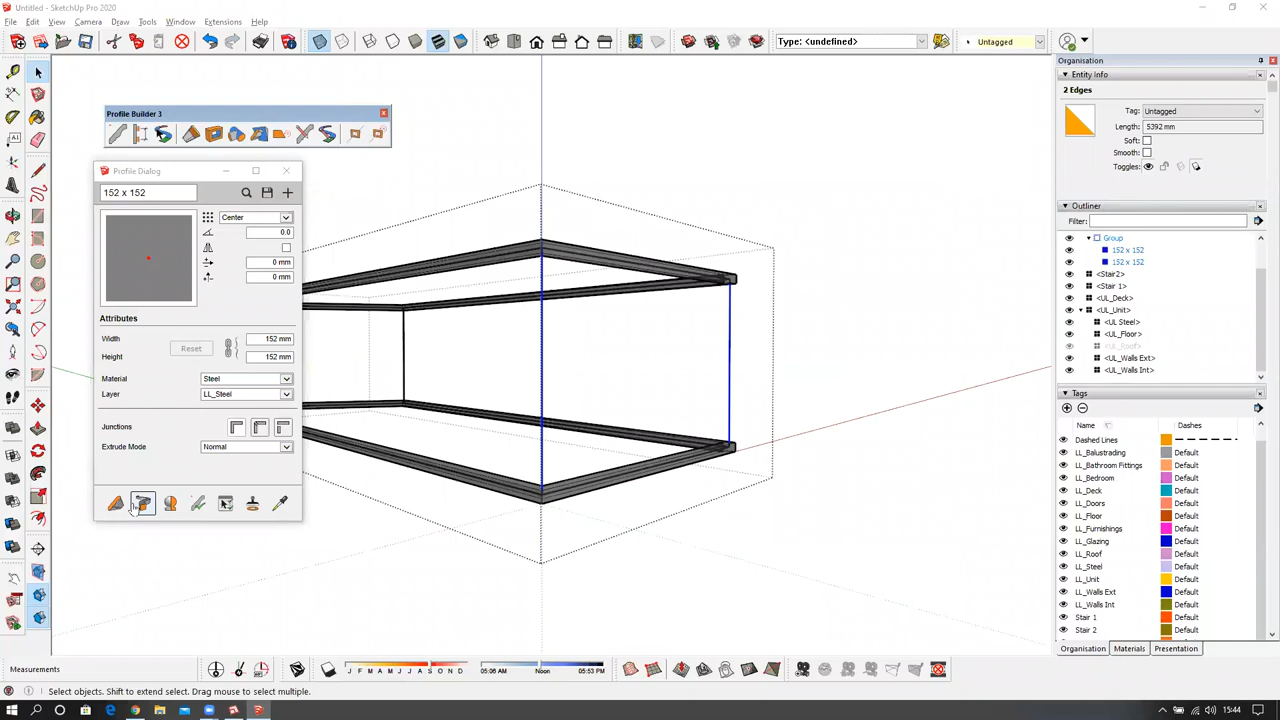 Untitled - SketchUp Pro 2020
File Edit View Camera Draw Tools Window Extensions Help
Type: <undefined>
Untagged
Profile Builder 3
Profile Dialog
152 x 152
Center
0.0
0 mm
0 mm
Attributes
Width
152 mm
Reset
Height
152 mm
Material
Steel
Layer
LL_Steel
Junctions
Extrude Mode
Normal
Organisation
Entity Info
2 Edges
Tag:
Untagged
Length:
5392 mm
Soft:
Smooth:
Toggles:
Outliner
Filter:
Group
152 x 152
152 x 152
<Stair2>
<Stair 1>
<UL_Deck>
<UL_Unit>
<UL Steel>
<UL_Floor>
<UL_Roof>
<UL_Walls Ext>
<UL_Walls Int>
Tags
Name
Dashes
Dashed Lines
LL_Balustrading Default
LL_Bathroom Fittings Default
LL_Bedroom Default
LL_Deck Default
LL_Doors Default
LL_Floor Default
LL_Furnishings Default
LL_Glazing Default
LL_Roof Default
LL_Steel Default
LL_Unit Default
LL_Walls Ext Default
LL_Walls Int Default
Stair 1 Default
Stair 2 Default
Organisation Materials Presentation
Measurements
J F M A M J J A S O N D
05:06 AM Noon 05:53 PM
Select objects. Shift to extend select. Drag mouse to select multiple.
15:44